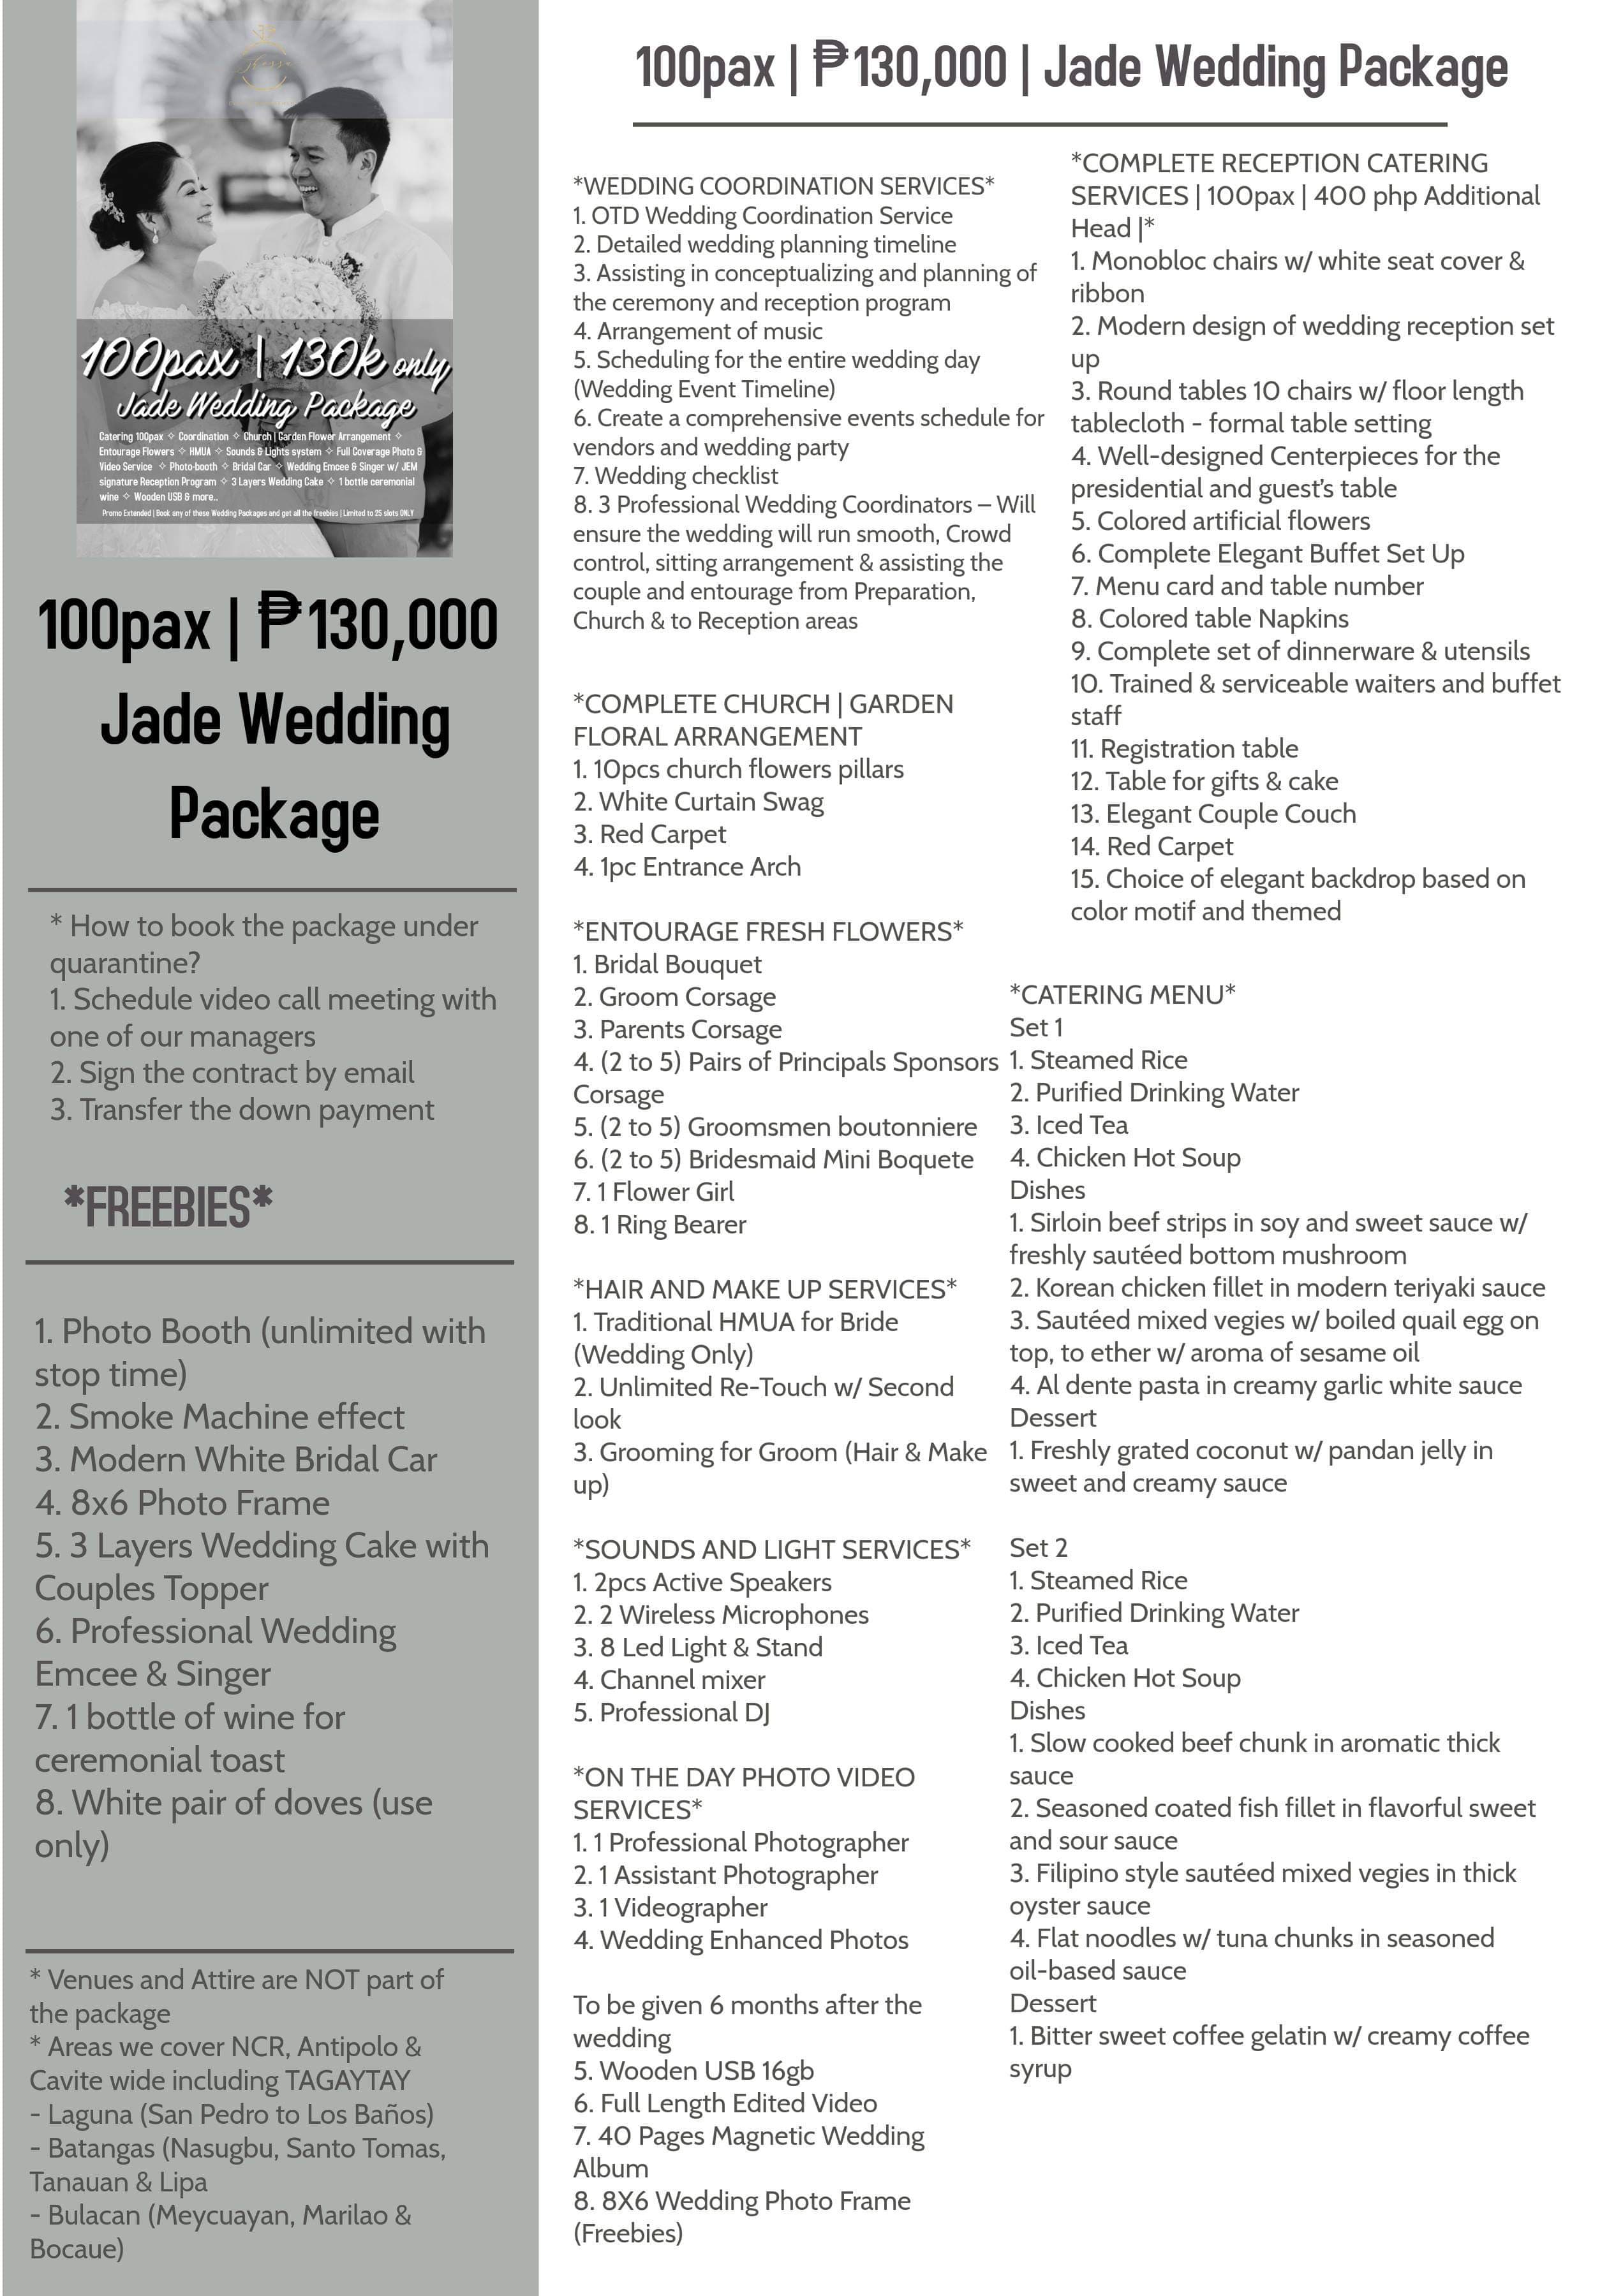 100pax | 130k only
Jade Wedding Package
Catering 100pax ✧ Coordination ✧ Church | Garden Flower Arrangement ✧
Entourage Flowers ✧ HMUA ✧ Sounds & Lights system ✧ Full Coverage Photo &
Video Service ✧ Photo-booth ✧ Bridal Car ✧ Wedding Emcee & Singer w/ JEM
signature Reception Program ✧ 3 Layers Wedding Cake ✧ 1 bottle ceremonial
wine ✧ Wooden USB & more..
Promo Extended | Book any of these Wedding Packages and get all the freebies | Limited to 25 slots ONLY
100pax | ₱130,000
Jade Wedding
Package
* How to book the package under
quarantine?
1. Schedule video call meeting with
one of our managers
2. Sign the contract by email
3. Transfer the down payment
*FREEBIES*
1. Photo Booth (unlimited with
stop time)
2. Smoke Machine effect
3. Modern White Bridal Car
4. 8x6 Photo Frame
5. 3 Layers Wedding Cake with
Couples Topper
6. Professional Wedding
Emcee & Singer
7. 1 bottle of wine for
ceremonial toast
8. White pair of doves (use
only)
* Venues and Attire are NOT part of
the package
* Areas we cover NCR, Antipolo &
Cavite wide including TAGAYTAY
- Laguna (San Pedro to Los Baños)
- Batangas (Nasugbu, Santo Tomas,
Tanauan & Lipa
- Bulacan (Meycuayan, Marilao &
Bocaue)
100pax | ₱130,000 | Jade Wedding Package
*WEDDING COORDINATION SERVICES*
1. OTD Wedding Coordination Service
2. Detailed wedding planning timeline
3. Assisting in conceptualizing and planning of
the ceremony and reception program
4. Arrangement of music
5. Scheduling for the entire wedding day
(Wedding Event Timeline)
6. Create a comprehensive events schedule for
vendors and wedding party
7. Wedding checklist
8. 3 Professional Wedding Coordinators – Will
ensure the wedding will run smooth, Crowd
control, sitting arrangement & assisting the
couple and entourage from Preparation,
Church & to Reception areas
*COMPLETE CHURCH | GARDEN
FLORAL ARRANGEMENT
1. 10pcs church flowers pillars
2. White Curtain Swag
3. Red Carpet
4. 1pc Entrance Arch
*ENTOURAGE FRESH FLOWERS*
1. Bridal Bouquet
2. Groom Corsage
3. Parents Corsage
4. (2 to 5) Pairs of Principals Sponsors
Corsage
5. (2 to 5) Groomsmen boutonniere
6. (2 to 5) Bridesmaid Mini Boquete
7. 1 Flower Girl
8. 1 Ring Bearer
*HAIR AND MAKE UP SERVICES*
1. Traditional HMUA for Bride
(Wedding Only)
2. Unlimited Re-Touch w/ Second
look
3. Grooming for Groom (Hair & Make
up)
*SOUNDS AND LIGHT SERVICES*
1. 2pcs Active Speakers
2. 2 Wireless Microphones
3. 8 Led Light & Stand
4. Channel mixer
5. Professional DJ
*ON THE DAY PHOTO VIDEO
SERVICES*
1. 1 Professional Photographer
2. 1 Assistant Photographer
3. 1 Videographer
4. Wedding Enhanced Photos
To be given 6 months after the
wedding
5. Wooden USB 16gb
6. Full Length Edited Video
7. 40 Pages Magnetic Wedding
Album
8. 8X6 Wedding Photo Frame
(Freebies)
*COMPLETE RECEPTION CATERING
SERVICES | 100pax | 400 php Additional
Head |*
1. Monobloc chairs w/ white seat cover &
ribbon
2. Modern design of wedding reception set
up
3. Round tables 10 chairs w/ floor length
tablecloth - formal table setting
4. Well-designed Centerpieces for the
presidential and guest's table
5. Colored artificial flowers
6. Complete Elegant Buffet Set Up
7. Menu card and table number
8. Colored table Napkins
9. Complete set of dinnerware & utensils
10. Trained & serviceable waiters and buffet
staff
11. Registration table
12. Table for gifts & cake
13. Elegant Couple Couch
14. Red Carpet
15. Choice of elegant backdrop based on
color motif and themed
*CATERING MENU*
Set 1
1. Steamed Rice
2. Purified Drinking Water
3. Iced Tea
4. Chicken Hot Soup
Dishes
1. Sirloin beef strips in soy and sweet sauce w/
freshly sautéed bottom mushroom
2. Korean chicken fillet in modern teriyaki sauce
3. Sautéed mixed vegies w/ boiled quail egg on
top, to ether w/ aroma of sesame oil
4. Al dente pasta in creamy garlic white sauce
Dessert
1. Freshly grated coconut w/ pandan jelly in
sweet and creamy sauce
Set 2
1. Steamed Rice
2. Purified Drinking Water
3. Iced Tea
4. Chicken Hot Soup
Dishes
1. Slow cooked beef chunk in aromatic thick
sauce
2. Seasoned coated fish fillet in flavorful sweet
and sour sauce
3. Filipino style sautéed mixed vegies in thick
oyster sauce
4. Flat noodles w/ tuna chunks in seasoned
oil-based sauce
Dessert
1. Bitter sweet coffee gelatin w/ creamy coffee
syrup